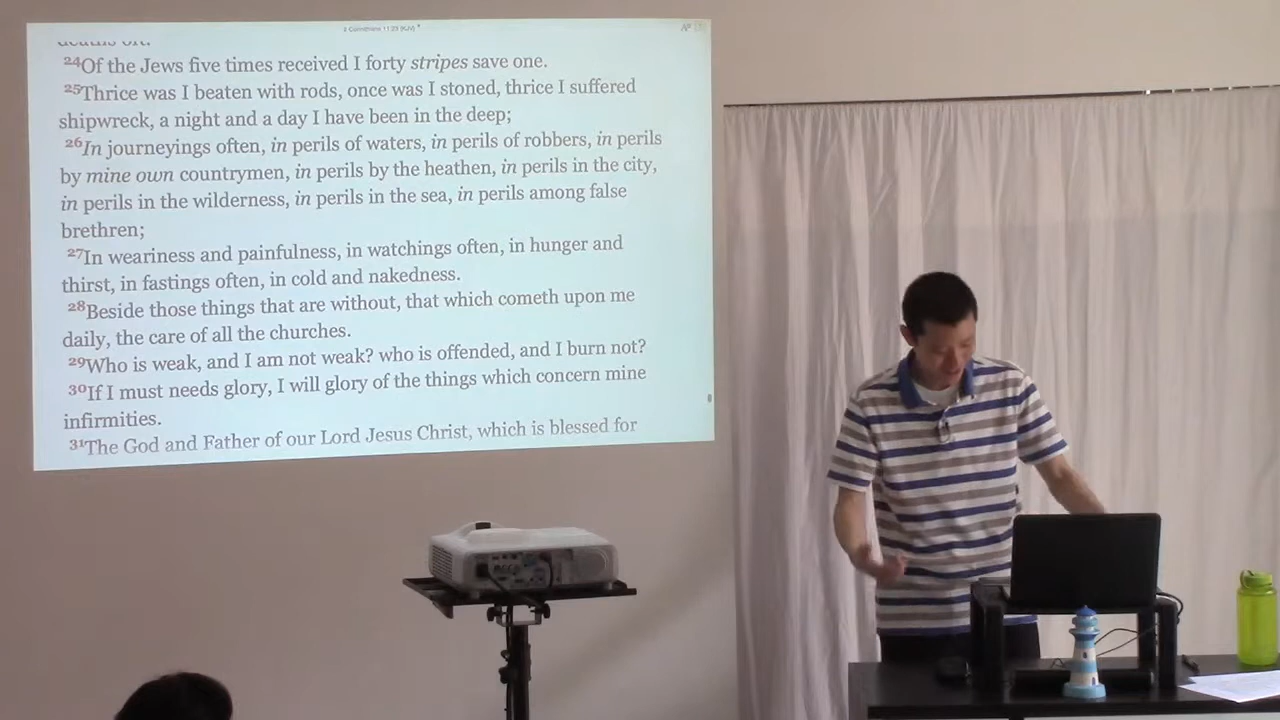 2 Corinthians 11:23 (KJV)
deaths oft.
24Of the Jews five times received I forty stripes save one.
25Thrice was I beaten with rods, once was I stoned, thrice I suffered
shipwreck, a night and a day I have been in the deep;
26In journeyings often, in perils of waters, in perils of robbers, in perils
by mine own countrymen, in perils by the heathen, in perils in the city,
in perils in the wilderness, in perils in the sea, in perils among false
brethren;
27In weariness and painfulness, in watchings often, in hunger and
thirst, in fastings often, in cold and nakedness.
28Beside those things that are without, that which cometh upon me
daily, the care of all the churches.
29Who is weak, and I am not weak? who is offended, and I burn not?
30If I must needs glory, I will glory of the things which concern mine
infirmities.
31The God and Father of our Lord Jesus Christ, which is blessed for